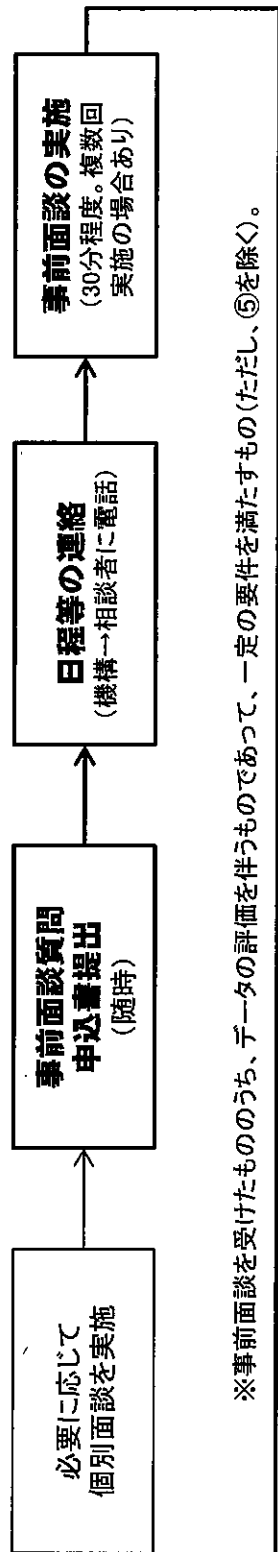 必要に応じて
個別面談を実施
事前面談質問
申込書提出
(随時)
日程等の連絡
(機構→相談者に電話)
事前面談の実施
(30分程度。複数回
実施の場合あり)
※事前面談を受けたもののうち、データの評価を伴うものであって、一定の要件を満たすもの(ただし、⑤を除く)。